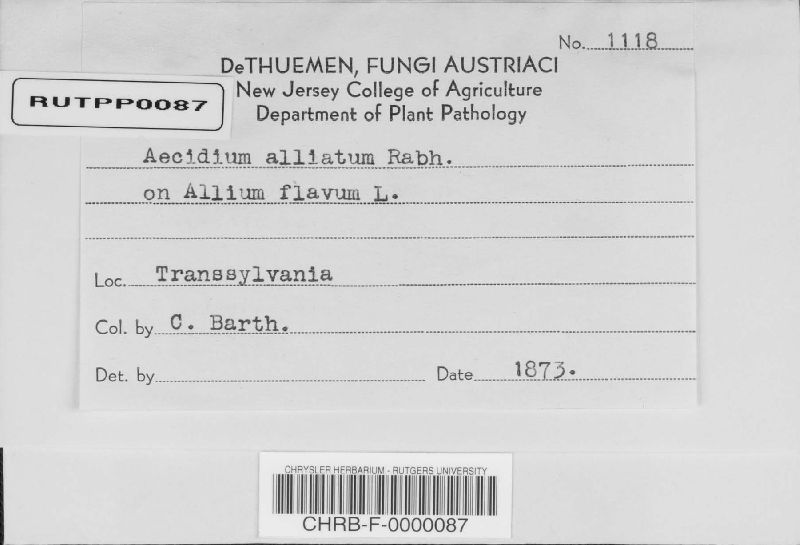 No. 1118
DeTHUEMEN, FUNGI AUSTRIACI
RUTPP0087
New Jersey College of Agriculture
Department of Plant Pathology
Aecidium alliatum Rabh.
on Allium flavum L.
Loc. Transsylvania
Col. by C. Barth.
Det. by
Date 1873.
CHRYSLER HERBARIUM - RUTGERS UNIVERSITY
CHRB-F-0000087